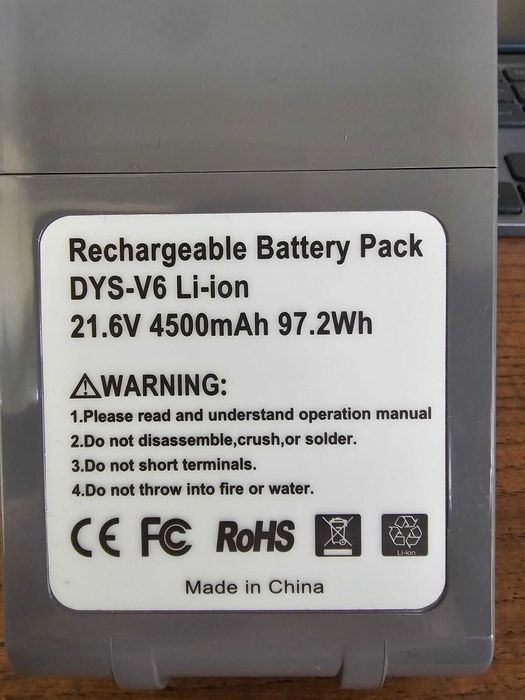 Rechargeable Battery Pack
DYS-V6 Li-ion
21.6V 4500mAh 97.2Wh
⚠WARNING:
1.Please read and understand operation manual
2.Do not disassemble,crush,or solder.
3.Do not short terminals.
4.Do not throw into fire or water.
CE FC RoHS
Li-ion
Made in China